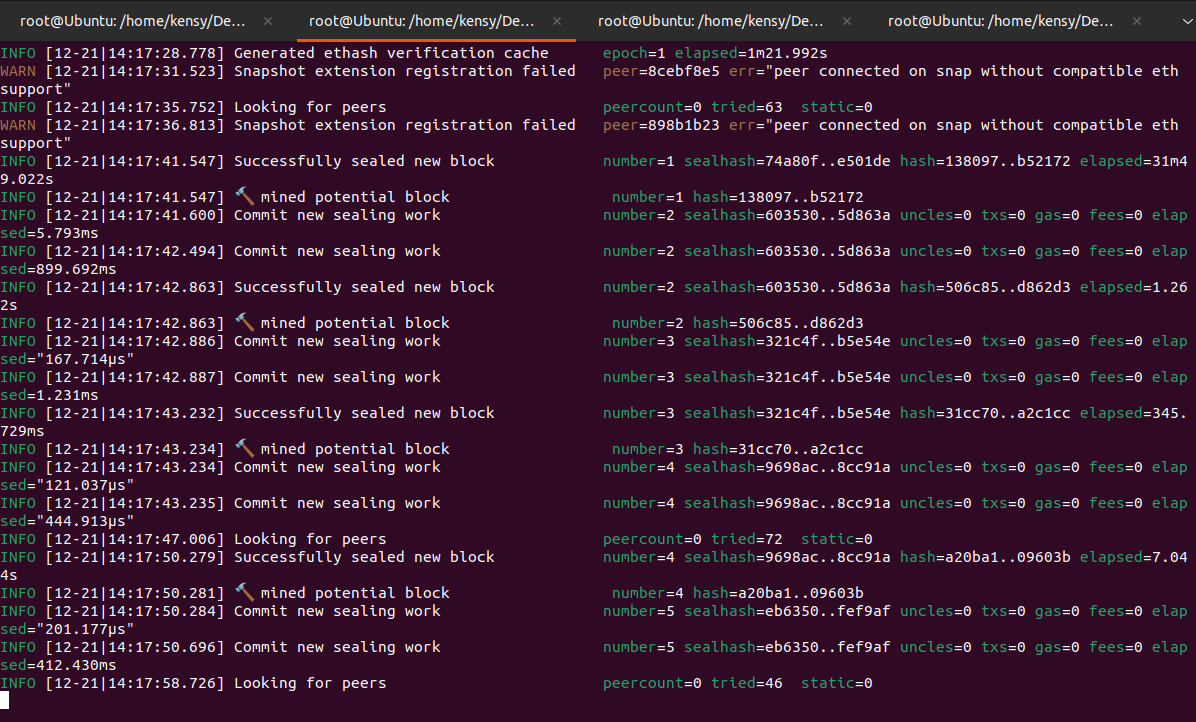 root@Ubuntu: /home/kensy/De... × root@Ubuntu: /home/kensy/De... × root@Ubuntu: /home/kensy/De... × root@Ubuntu: /home/kensy/De... ×
INFO [12-21|14:17:28.778] Generated ethash verification cache epoch=1 elapsed=1m21.992s
WARN [12-21|14:17:31.523] Snapshot extension registration failed peer=8cebf8e5 err="peer connected on snap without compatible eth
support"
INFO [12-21|14:17:35.752] Looking for peers peercount=0 tried=63 static=0
WARN [12-21|14:17:36.813] Snapshot extension registration failed peer=898b1b23 err="peer connected on snap without compatible eth
support"
INFO [12-21|14:17:41.547] Successfully sealed new block number=1 sealhash=74a80f..e501de hash=138097..b52172 elapsed=31m4
9.022s
INFO [12-21|14:17:41.547] 🔨 mined potential block number=1 hash=138097..b52172
INFO [12-21|14:17:41.600] Commit new sealing work number=2 sealhash=603530..5d863a uncles=0 txs=0 gas=0 fees=0 elap
sed=5.793ms
INFO [12-21|14:17:42.494] Commit new sealing work number=2 sealhash=603530..5d863a uncles=0 txs=0 gas=0 fees=0 elap
sed=899.692ms
INFO [12-21|14:17:42.863] Successfully sealed new block number=2 sealhash=603530..5d863a hash=506c85..d862d3 elapsed=1.26
2s
INFO [12-21|14:17:42.863] 🔨 mined potential block number=2 hash=506c85..d862d3
INFO [12-21|14:17:42.886] Commit new sealing work number=3 sealhash=321c4f..b5e54e uncles=0 txs=0 gas=0 fees=0 elap
sed="167.714µs"
INFO [12-21|14:17:42.887] Commit new sealing work number=3 sealhash=321c4f..b5e54e uncles=0 txs=0 gas=0 fees=0 elap
sed=1.231ms
INFO [12-21|14:17:43.232] Successfully sealed new block number=3 sealhash=321c4f..b5e54e hash=31cc70..a2c1cc elapsed=345.
729ms
INFO [12-21|14:17:43.234] 🔨 mined potential block number=3 hash=31cc70..a2c1cc
INFO [12-21|14:17:43.234] Commit new sealing work number=4 sealhash=9698ac..8cc91a uncles=0 txs=0 gas=0 fees=0 elap
sed="121.037µs"
INFO [12-21|14:17:43.235] Commit new sealing work number=4 sealhash=9698ac..8cc91a uncles=0 txs=0 gas=0 fees=0 elap
sed="444.913µs"
INFO [12-21|14:17:47.006] Looking for peers peercount=0 tried=72 static=0
INFO [12-21|14:17:50.279] Successfully sealed new block number=4 sealhash=9698ac..8cc91a hash=a20ba1..09603b elapsed=7.04
4s
INFO [12-21|14:17:50.281] 🔨 mined potential block number=4 hash=a20ba1..09603b
INFO [12-21|14:17:50.284] Commit new sealing work number=5 sealhash=eb6350..fef9af uncles=0 txs=0 gas=0 fees=0 elap
sed="201.177µs"
INFO [12-21|14:17:50.696] Commit new sealing work number=5 sealhash=eb6350..fef9af uncles=0 txs=0 gas=0 fees=0 elap
sed=412.430ms
INFO [12-21|14:17:58.726] Looking for peers peercount=0 tried=46 static=0